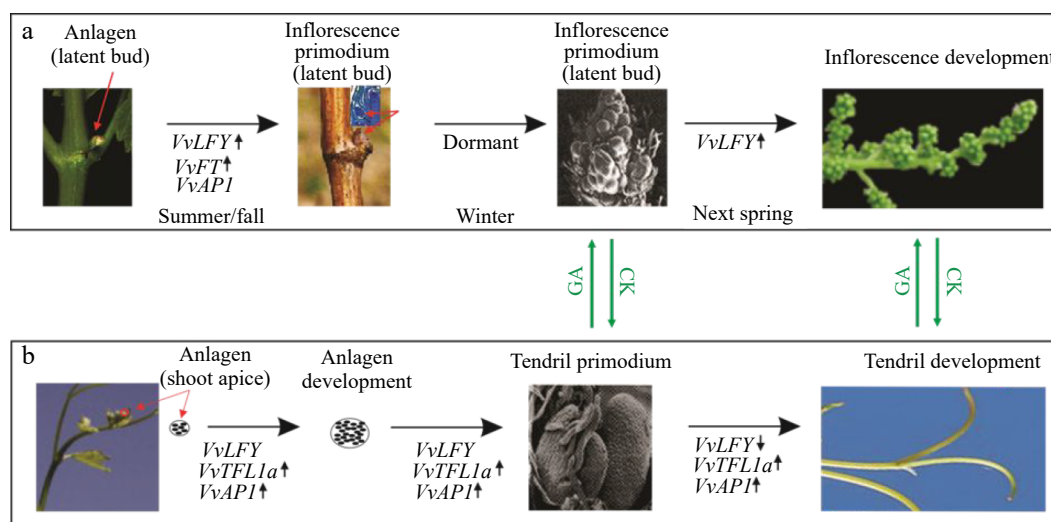 a
Anlagen
(latent bud)
VvLFY↑
VvFT↑
VvAP1
Summer/fall
Inflorescence
primodium
(latent bud)
Dormant
Winter
Inflorescence
primodium
(latent bud)
VvLFY↑
Next spring
Inflorescence development
GA
CK
GA
CK
b
Anlagen
(shoot apice)
VvLFY
VvTFL1a↑
VvAP1↑
Anlagen
development
VvLFY
VvTFL1a↑
VvAP1↑
Tendril primodium
VvLFY↓
VvTFL1a↑
VvAP1↑
Tendril development